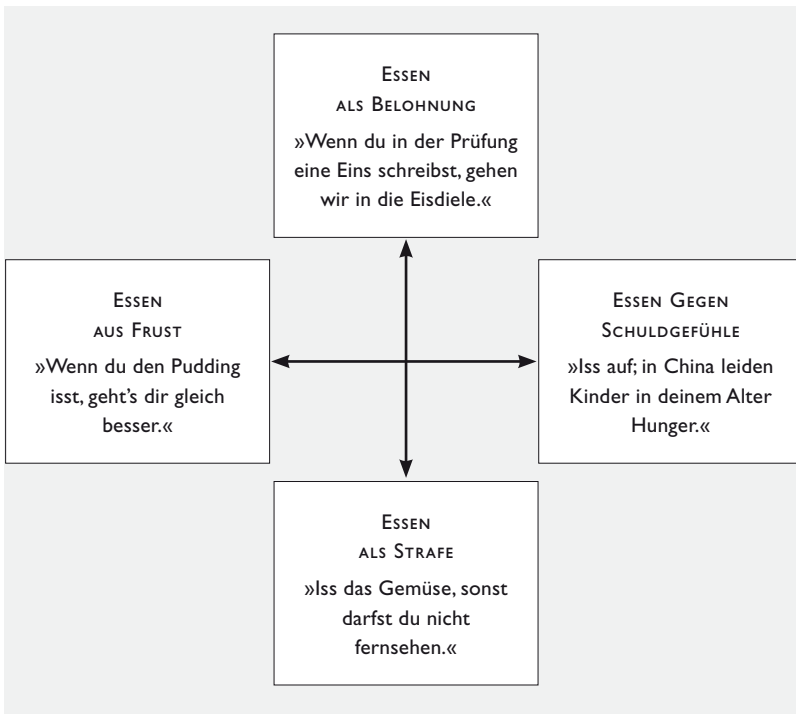 Essen
als Belohnung
»Wenn du in der Prüfung
eine Eins schreibst, gehen
wir in die Eisdiele.«
Essen
aus Frust
»Wenn du den Pudding
isst, geht's dir gleich
besser.«
Essen Gegen
Schuldgefühle
»Iss auf; in China leiden
Kinder in deinem Alter
Hunger.«
Essen
als Strafe
»Iss das Gemüse, sonst
darfst du nicht
fernsehen.«